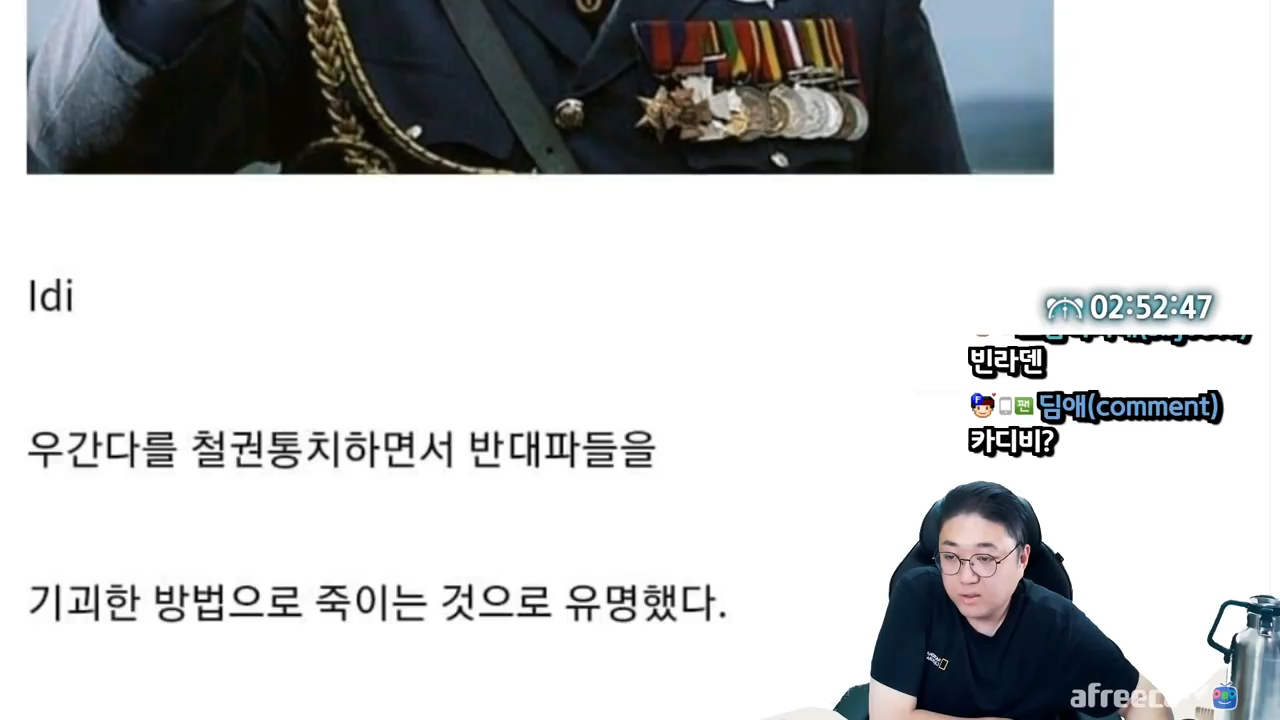 Idi
우간다를 철권통치하면서 반대파들을
기괴한 방법으로 죽이는 것으로 유명했다.
02:52:47
빈라덴
팬 딤애(comment)
카디비?
afreeca